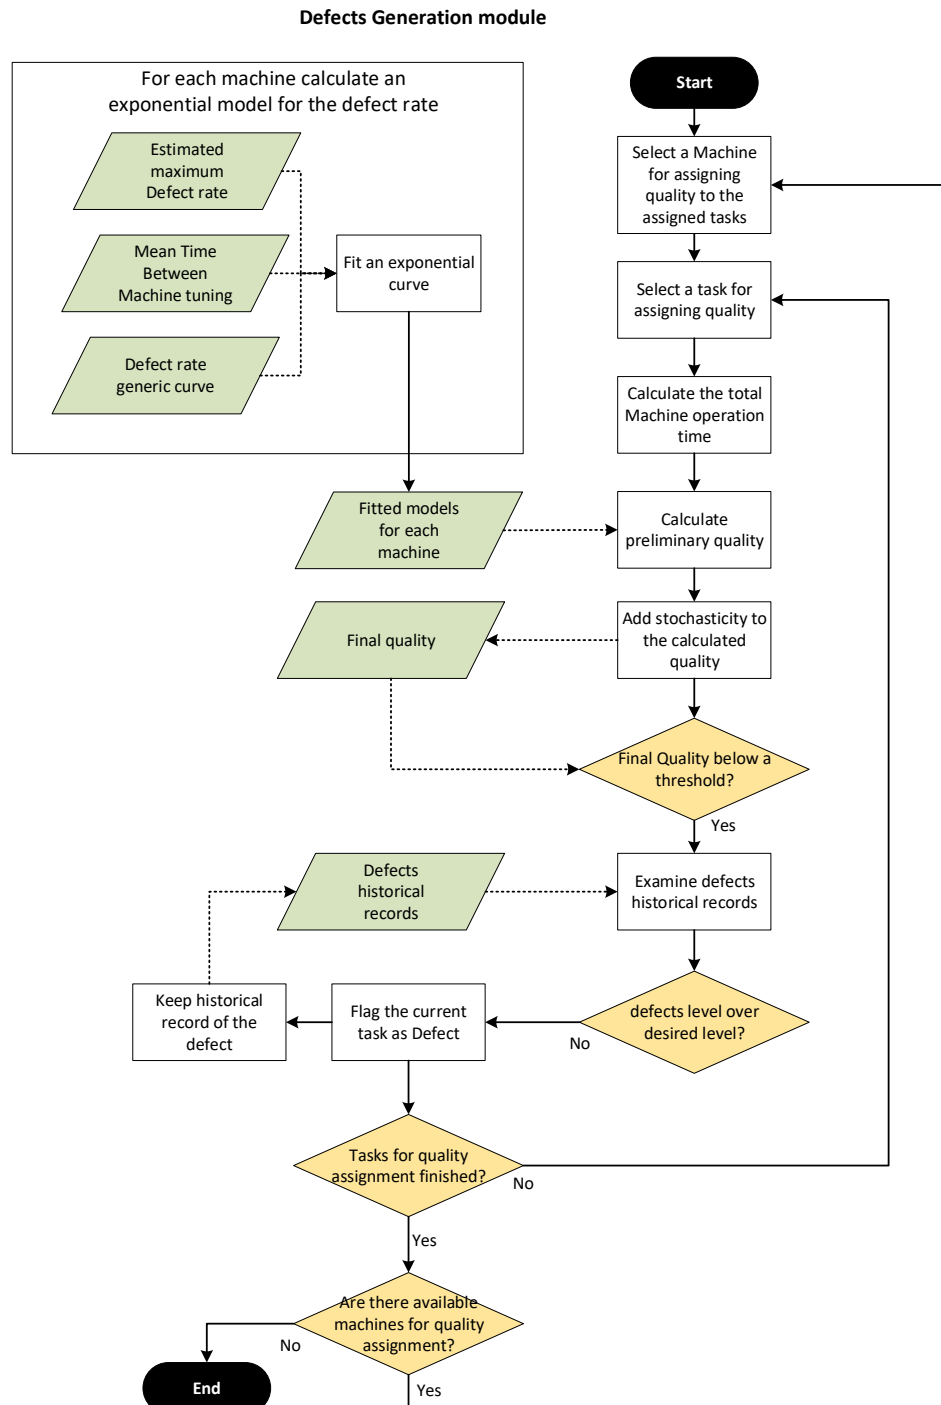 Defects Generation module
For each machine calculate an
exponential model for the defect rate
Estimated
maximum
Defect rate
Mean Time
Between
Machine tuning
Defect rate
generic curve
Fit an exponential
curve
Start
Select a Machine
for assigning
quality to the
assigned tasks
Select a task for
assigning quality
Calculate the total
Machine operation
time
Fitted models
for each
machine
Calculate
preliminary quality
Final quality
Add stochasticity to
the calculated
quality
Final Quality below a
threshold?
Yes
Defects
historical
records
Examine defects
historical records
defects level over
desired level?
No
Flag the current
task as Defect
Keep historical
record of the
defect
Tasks for quality
assignment finished?
No
Yes
Are there available
machines for quality
assignment?
No
Yes
End